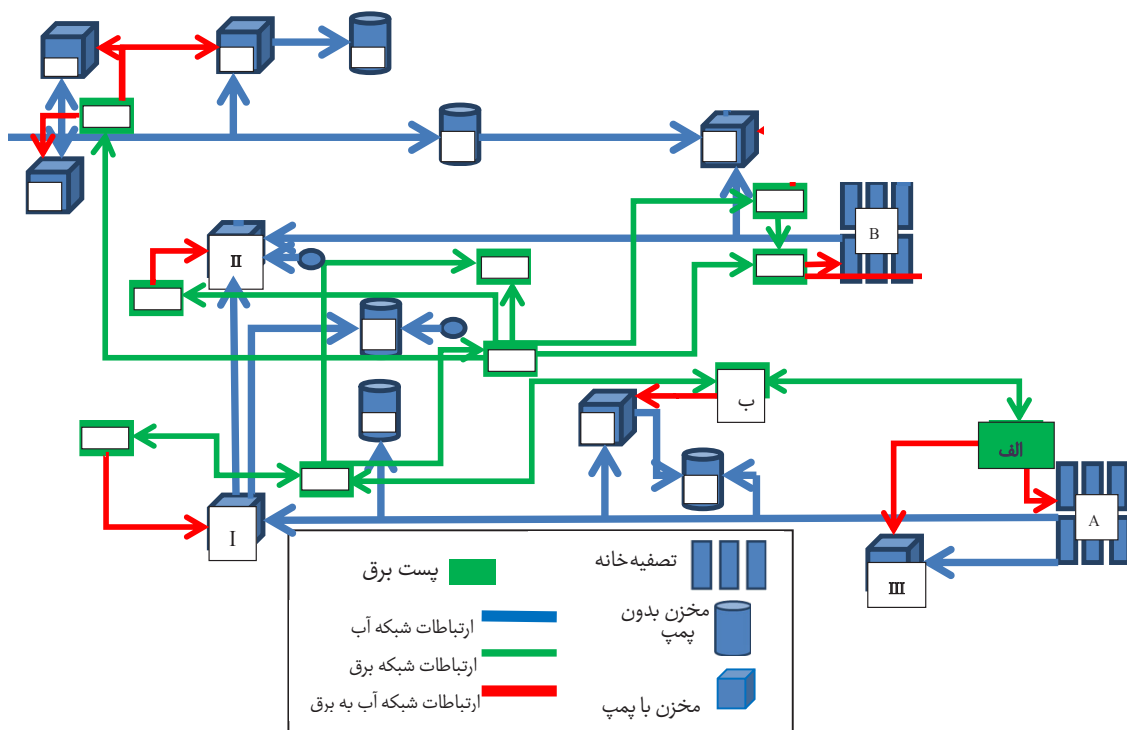 B
II
ب
الف
A
I
III
تصفیه‌خانه
پست برق
مخزن بدون
پمپ
ارتباطات شبکه آب
ارتباطات شبکه برق
مخزن با پمپ
ارتباطات شبکه آب به برق